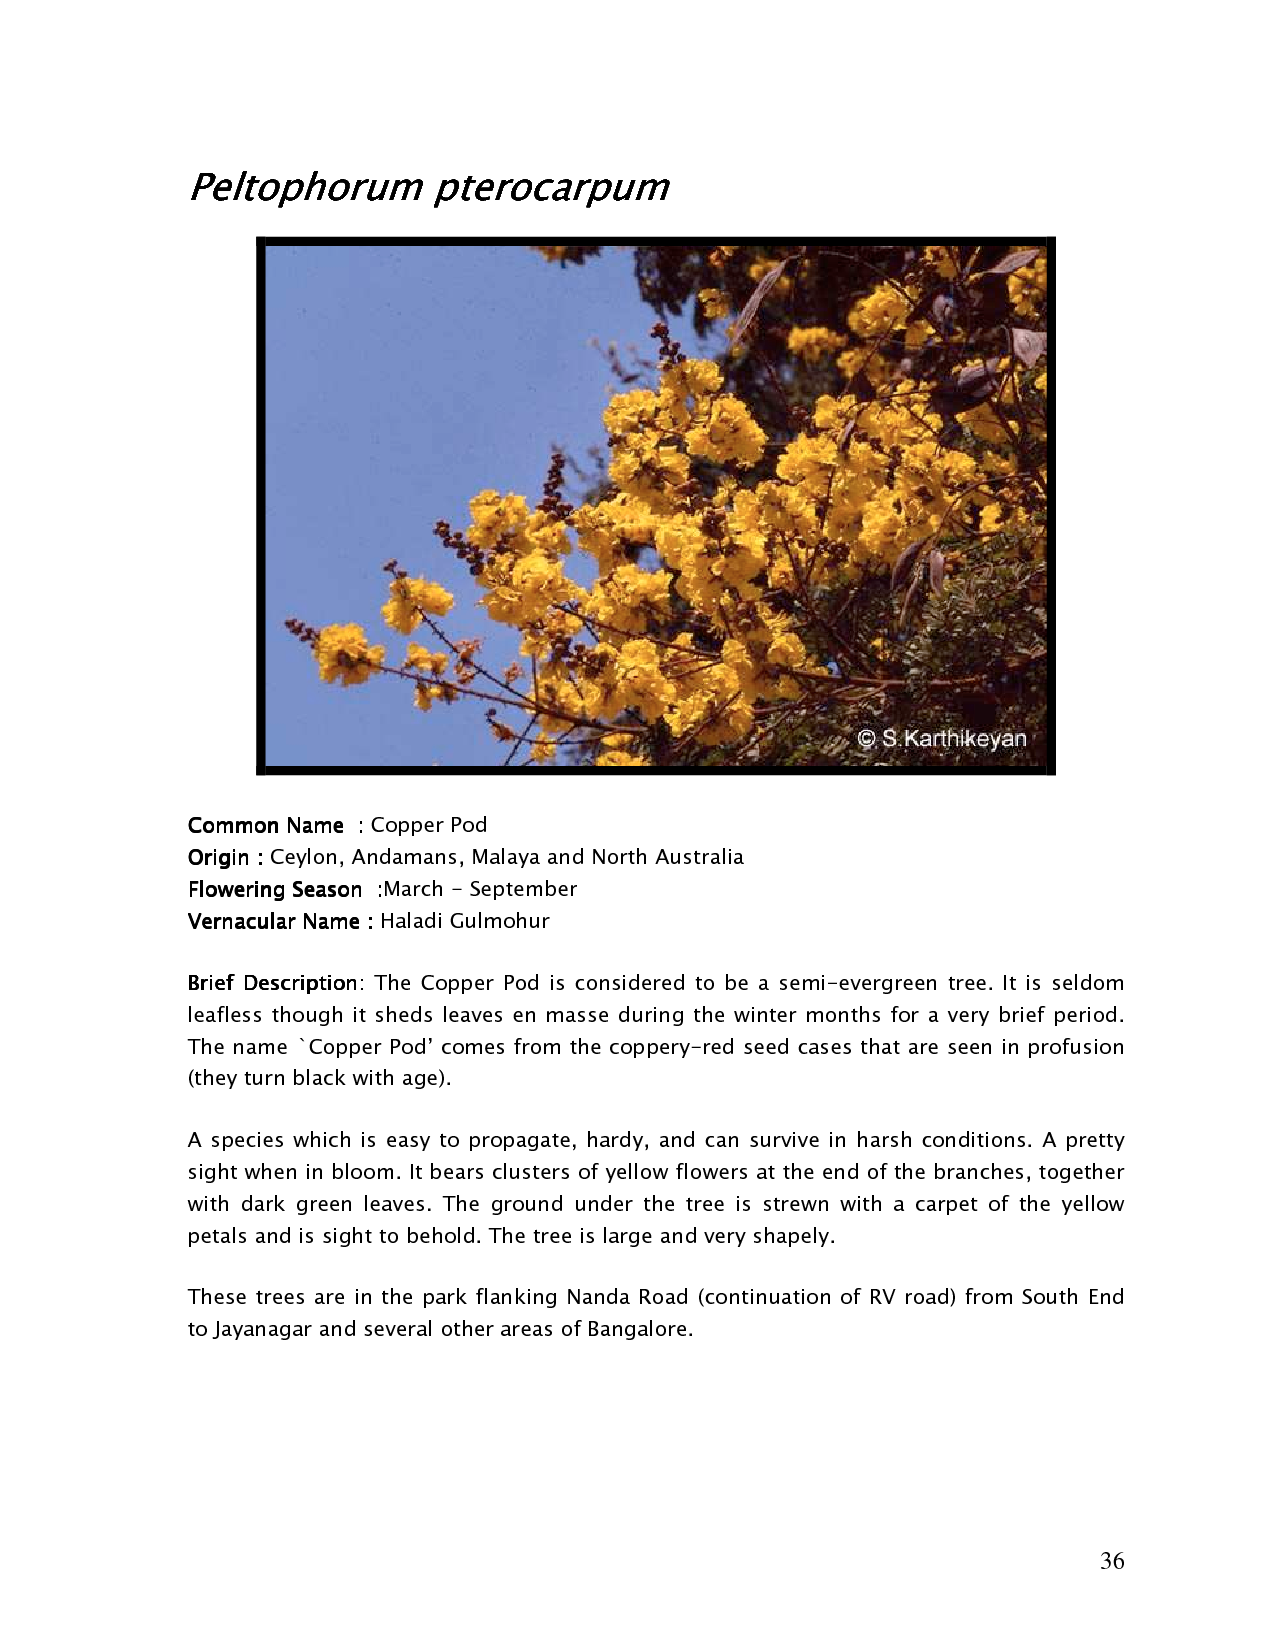 Peltophorum pterocarpum
© S.Karthikeyan
Common Name : Copper Pod
Origin : Ceylon, Andamans, Malaya and North Australia
Flowering Season :March - September
Vernacular Name : Haladi Gulmohur
Brief Description: The Copper Pod is considered to be a semi-evergreen tree. It is seldom
leafless though it sheds leaves en masse during the winter months for a very brief period.
The name `Copper Pod’ comes from the coppery-red seed cases that are seen in profusion
(they turn black with age).
A species which is easy to propagate, hardy, and can survive in harsh conditions. A pretty
sight when in bloom. It bears clusters of yellow flowers at the end of the branches, together
with dark green leaves. The ground under the tree is strewn with a carpet of the yellow
petals and is sight to behold. The tree is large and very shapely.
These trees are in the park flanking Nanda Road (continuation of RV road) from South End
to Jayanagar and several other areas of Bangalore.
36